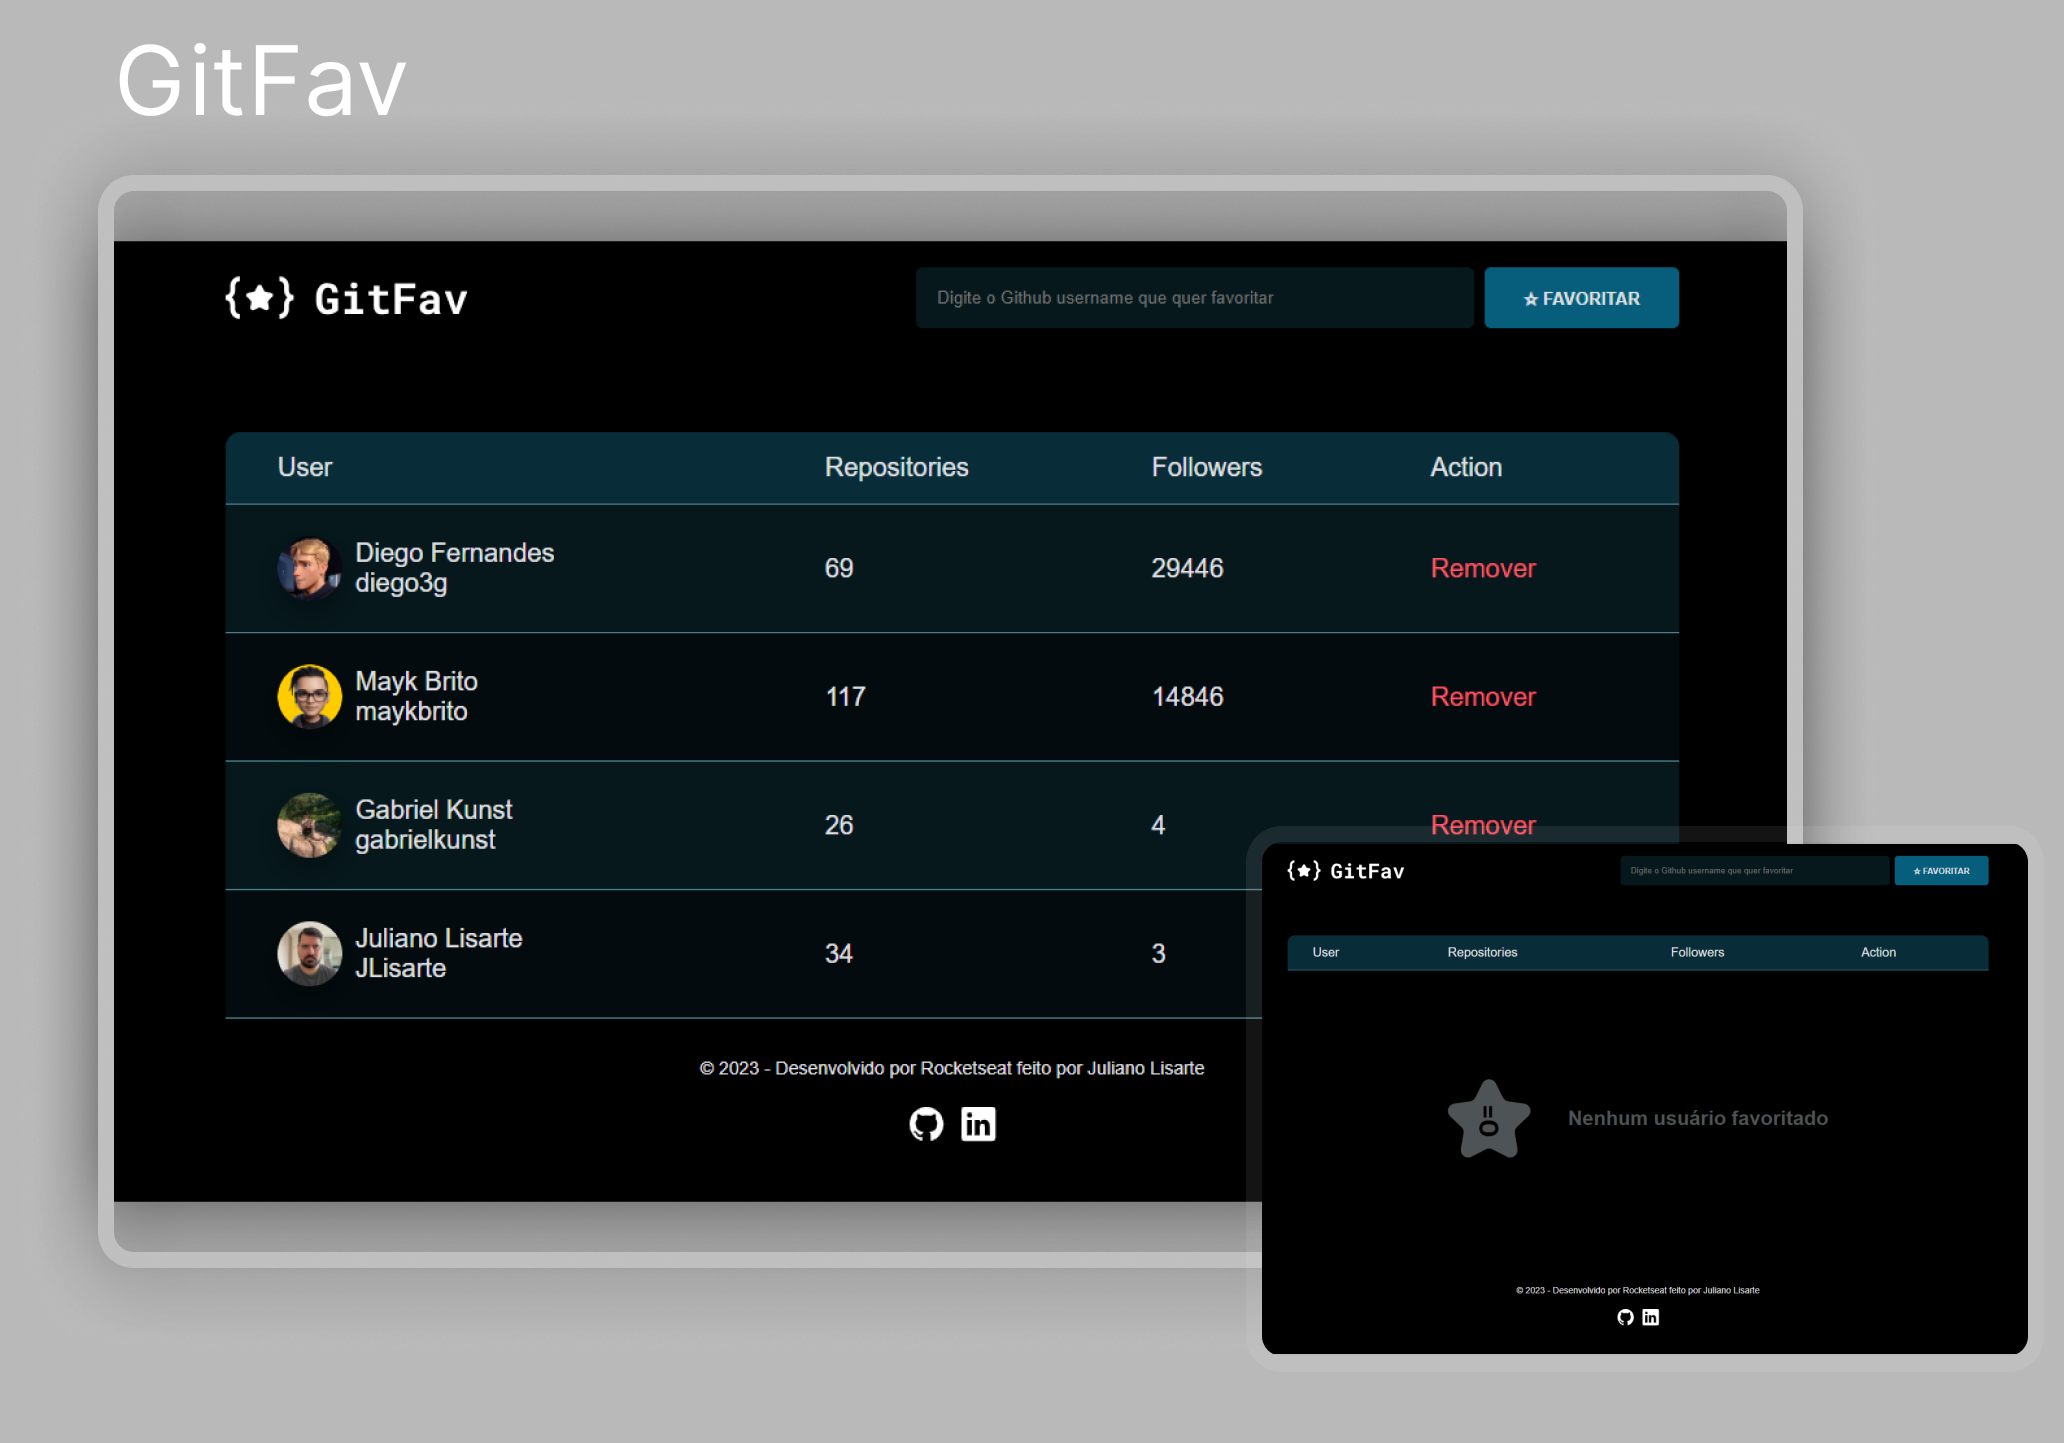 GitFav
{★} GitFav
Digite o Github username que quer favoritar
☆ FAVORITAR
User Repositories Followers Action
Diego Fernandes
diego3g
69 29446 Remover
Mayk Brito
maykbrito
117 14846 Remover
Gabriel Kunst
gabrielkunst
26 4 Remover
Juliano Lisarte
JLisarte
34 3
© 2023 - Desenvolvido por Rocketseat feito por Juliano Lisarte
in
{★} GitFav
Digite o Github username que quer favoritar
☆ FAVORITAR
User Repositories Followers Action
Nenhum usuário favoritado
© 2023 - Desenvolvido por Rocketseat feito por Juliano Lisarte
in